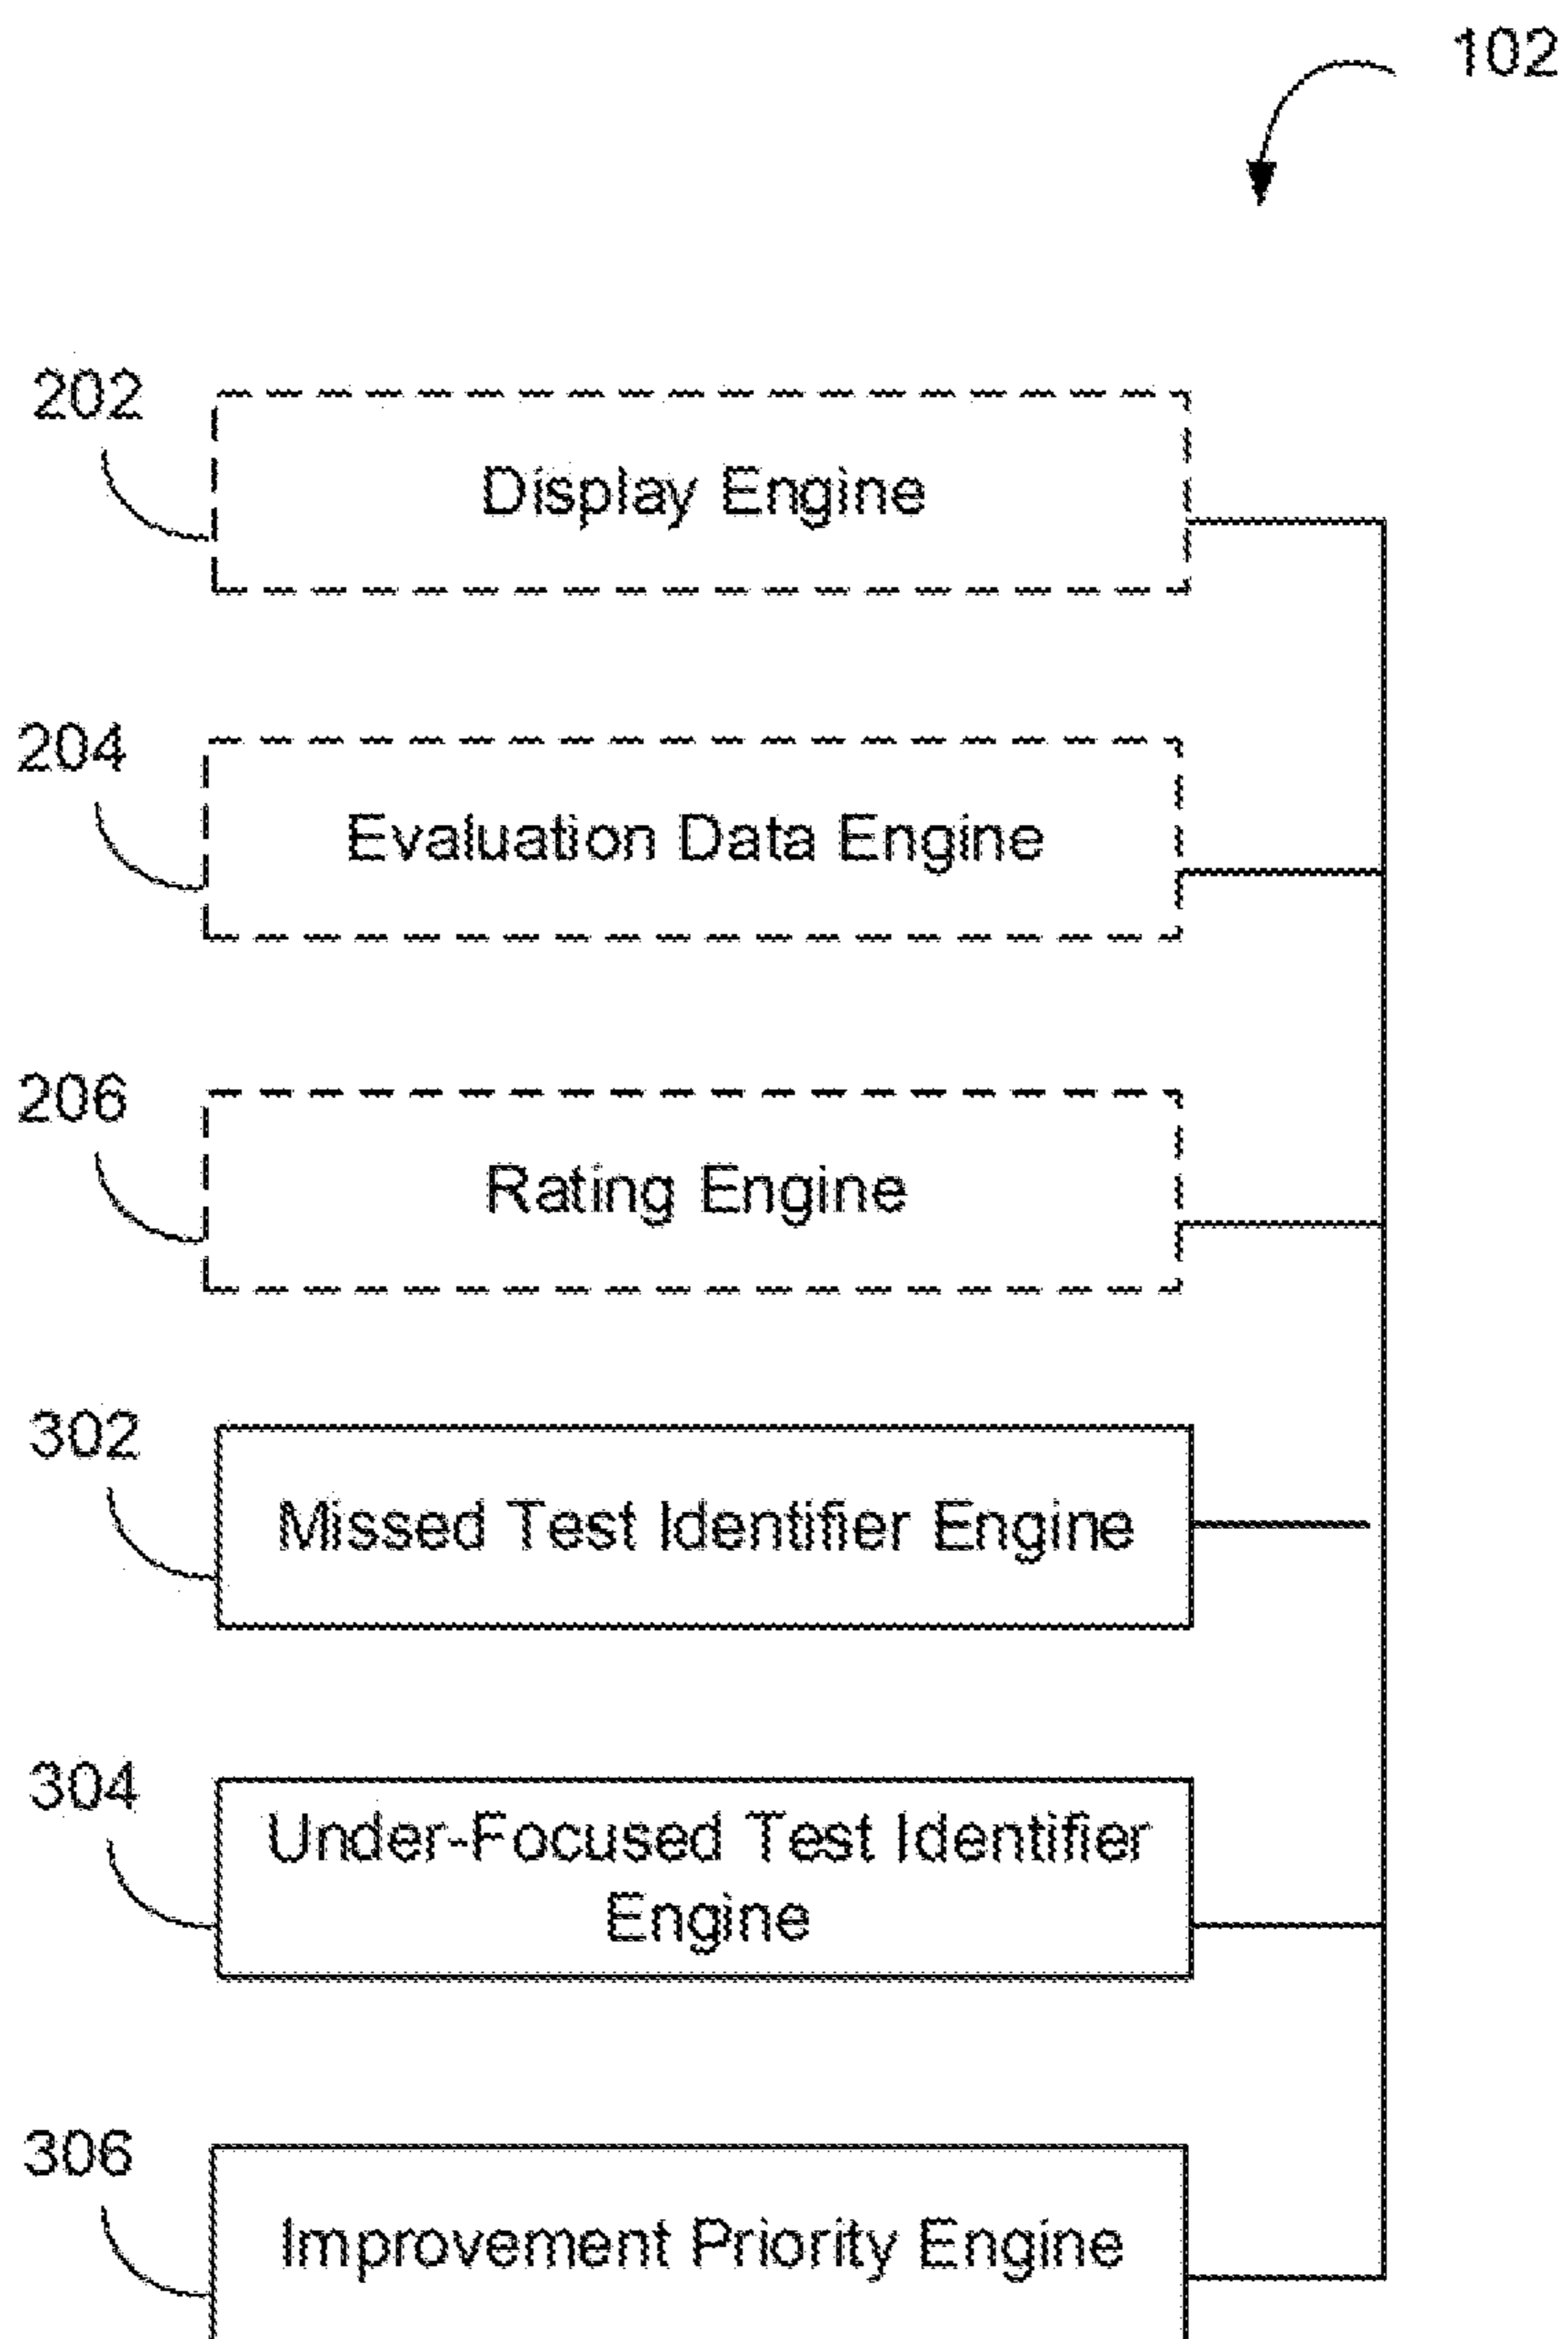 102
202
Display Engine
204
Evaluation Data Engine
206
Rating Engine
302
Missed Test Identifier Engine
304
Under-Focused Test Identifier
Engine
306
Improvement Priority Engine